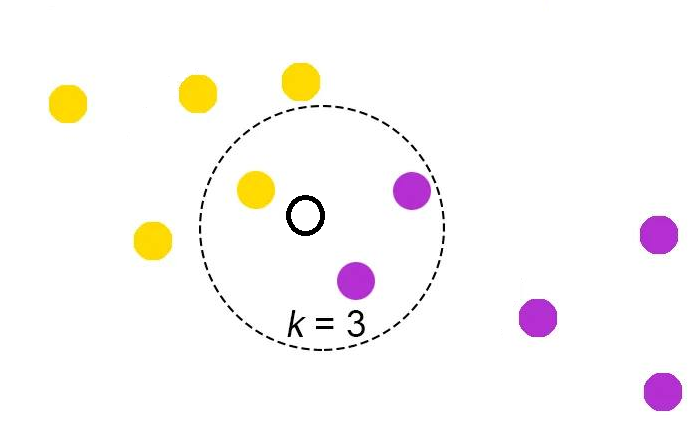 k = 3